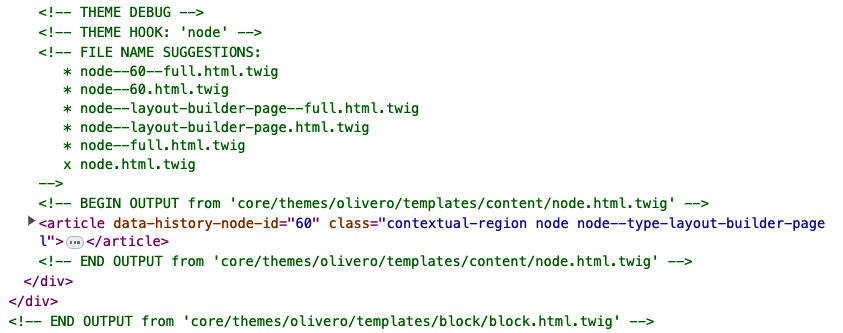 <!-- THEME DEBUG -->
<!-- THEME HOOK: 'node' -->
<!-- FILE NAME SUGGESTIONS:
* node--60--full.html.twig
* node--60.html.twig
* node--layout-builder-page--full.html.twig
* node--layout-builder-page.html.twig
* node--full.html.twig
x node.html.twig
-->
<!-- BEGIN OUTPUT from 'core/themes/olivero/templates/content/node.html.twig' -->
<article data-history-node-id="60" class="contextual-region node node--type-layout-builder-page
l">…</article>
<!-- END OUTPUT from 'core/themes/olivero/templates/content/node.html.twig' -->
</div>
</div>
<!-- END OUTPUT from 'core/themes/olivero/templates/block/block.html.twig' -->